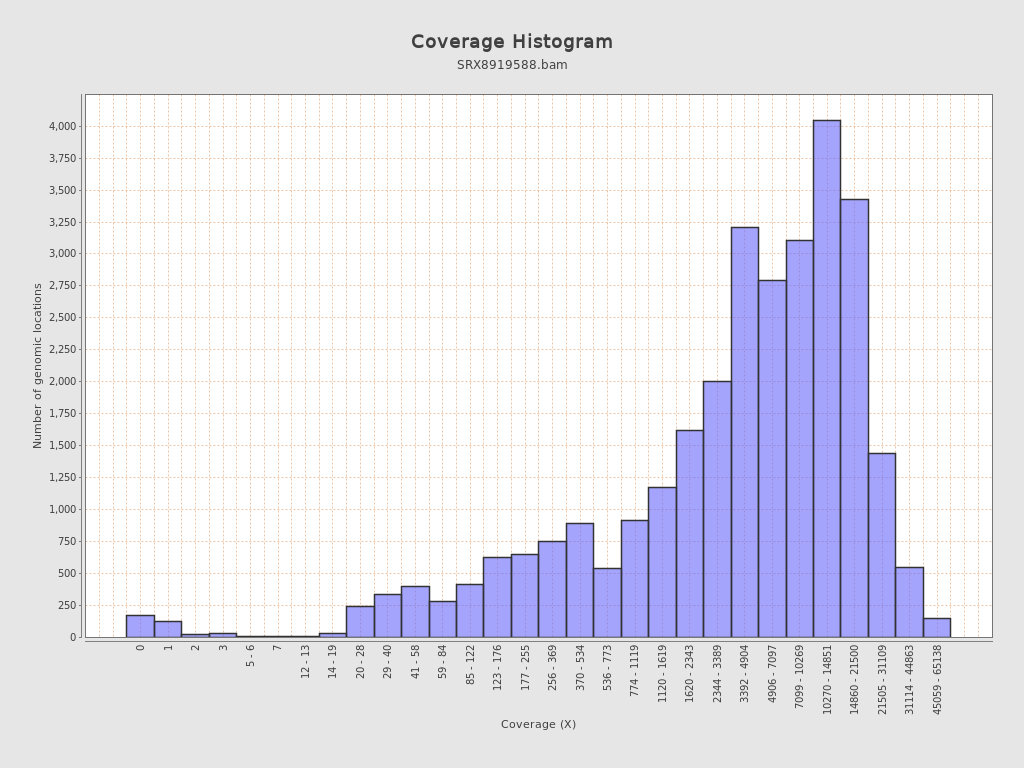 Coverage Histogram
SRX8919588.bam
Number of genomic locations
4,000
3,750
3,500
3,250
3,000
2,750
2,500
2,250
2,000
1,750
1,500
1,250
1,000
750
500
250
0
0
1
2
3
5 - 6
7
12 - 13
14 - 19
20 - 28
29 - 40
41 - 58
59 - 84
85 - 122
123 - 176
177 - 255
256 - 369
370 - 534
536 - 773
774 - 1119
1120 - 1619
1620 - 2343
2344 - 3389
3392 - 4904
4906 - 7097
7099 - 10269
10270 - 14851
14860 - 21500
21505 - 31109
31114 - 44863
45059 - 65138
Coverage (X)